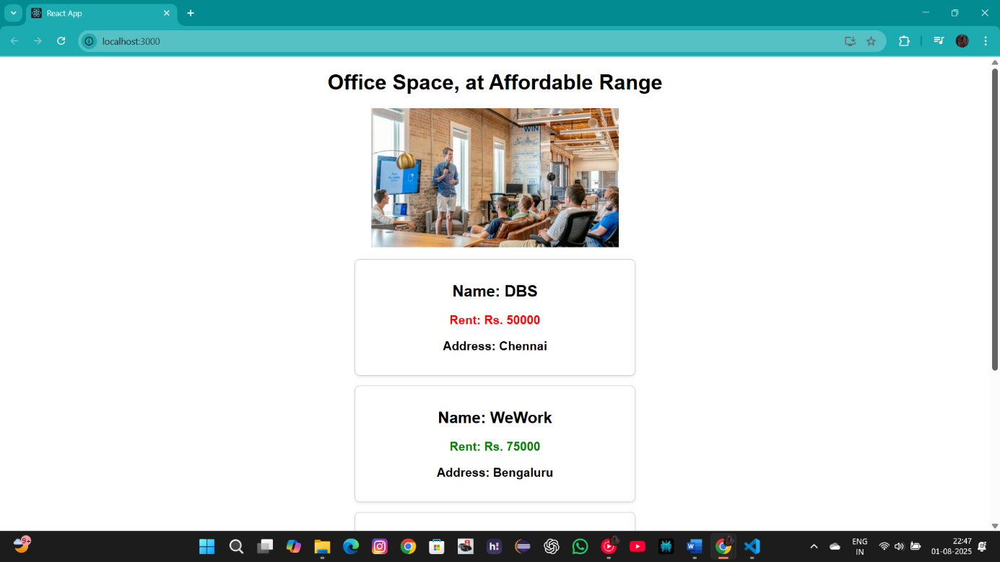 React App
localhost:3000
Office Space, at Affordable Range
WIN
Name: DBS
Rent: Rs. 50000
Address: Chennai
Name: WeWork
Rent: Rs. 75000
Address: Bengaluru
9+
h!
W
ENG
IN
22:47
01-08-2025